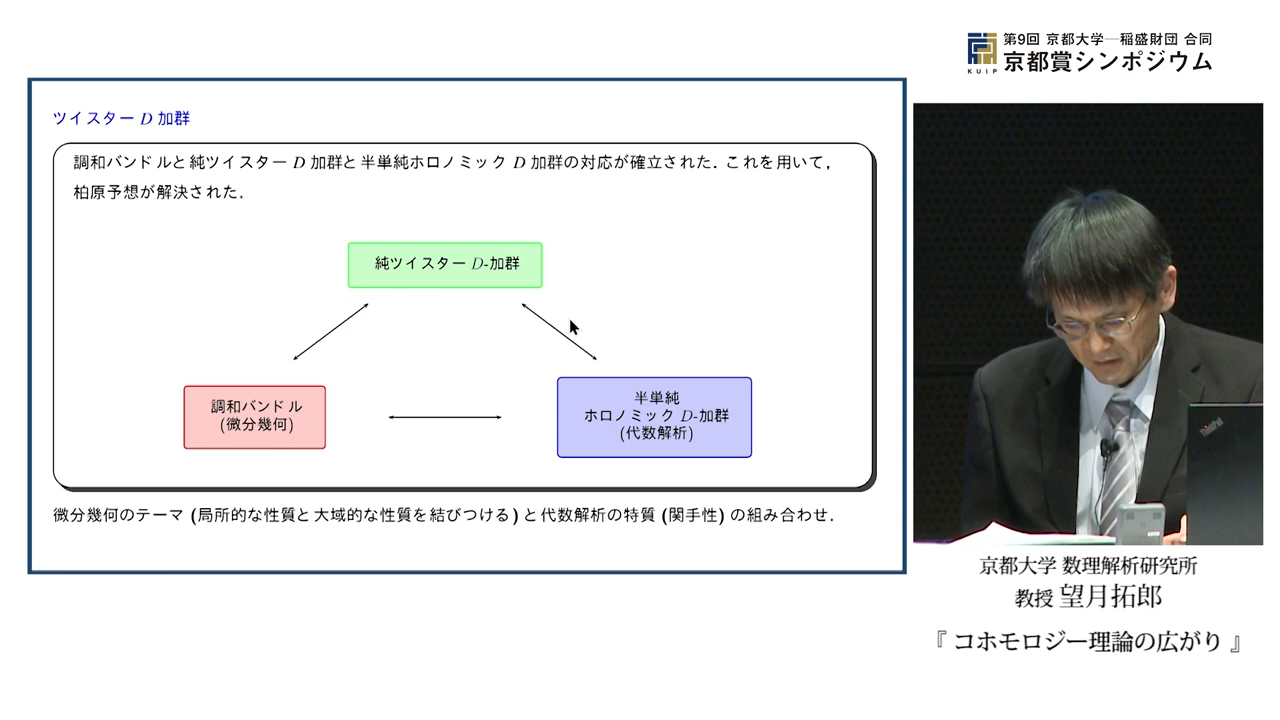 第9回 京都大学―稲盛財団 合同
京都賞シンポジウム
KUIP
ツイスター D 加群
調和バンドルと純ツイスター D 加群と半単純ホロノミック D 加群の対応が確立された. これを用いて,
柏原予想が解決された.
純ツイスター D-加群
調和バンドル
(微分幾何)
半単純
ホロノミック D-加群
(代数解析)
微分幾何のテーマ (局所的な性質と大域的な性質を結びつける) と代数解析の特質 (関手性) の組み合わせ.
ThinkPad
京都大学 数理解析研究所
教授 望月拓郎
『 コホモロジー理論の広がり 』